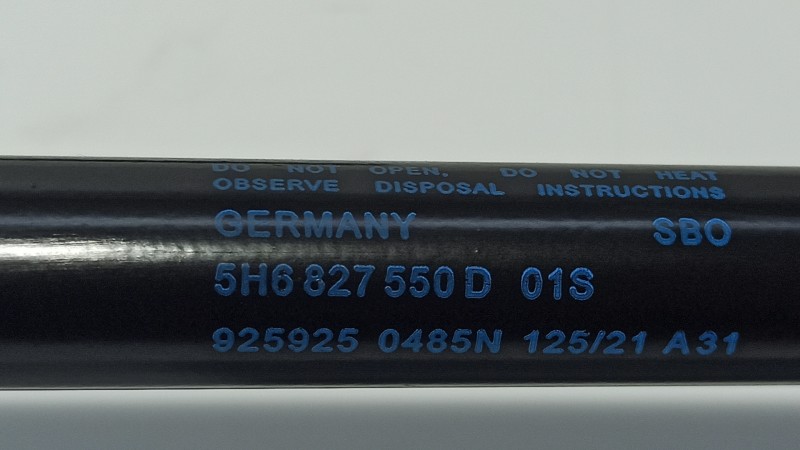 DO NOT OPEN, DO NOT HEAT
OBSERVE DISPOSAL INSTRUCTIONS
GERMANY SBO
5H6 827 550 D 01S
925925 0485N 125/21 A31